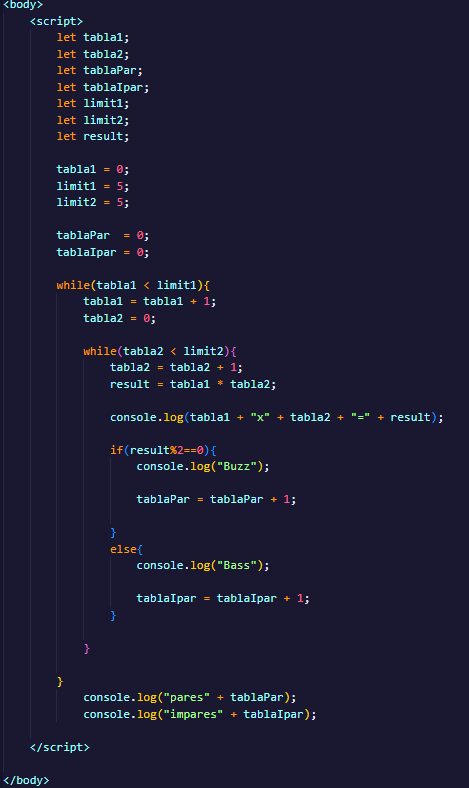 <body>
<script>
let tabla1;
let tabla2;
let tablaPar;
let tablaIpar;
let limit1;
let limit2;
let result;
tabla1 = 0;
limit1 = 5;
limit2 = 5;
tablaPar  = 0;
tablaIpar = 0;
while(tabla1 < limit1){
tabla1 = tabla1 + 1;
tabla2 = 0;
while(tabla2 < limit2){
tabla2 = tabla2 + 1;
result = tabla1 * tabla2;
console.log(tabla1 + "x" + tabla2 + "=" + result);
if(result%2==0){
console.log("Buzz");
tablaPar = tablaPar + 1;
}
else{
console.log("Bass");
tablaIpar = tablaIpar + 1;
}
}
}
console.log("pares" + tablaPar);
console.log("impares" + tablaIpar);
</script>
</body>